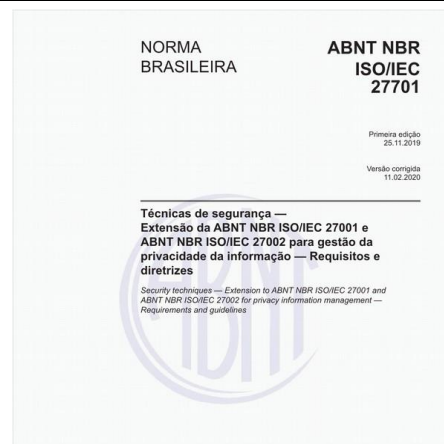 NORMA
BRASILEIRA
ABNT NBR
ISO/IEC
27701
Primeira edição
25.11.2019
Versão corrigida
11.02.2020
Técnicas de segurança —
Extensão da ABNT NBR ISO/IEC 27001 e
ABNT NBR ISO/IEC 27002 para gestão da
privacidade da informação — Requisitos e
diretrizes
Security techniques — Extension to ABNT NBR ISO/IEC 27001 and
ABNT NBR ISO/IEC 27002 for privacy information management —
Requirements and guidelines
ABNT